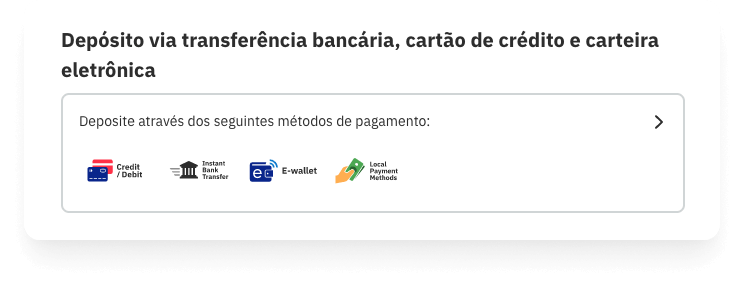 Depósito via transferência bancária, cartão de crédito e carteira
eletrônica
Deposite através dos seguintes métodos de pagamento:
Credit
/ Debit
Instant
Bank
Transfer
e
E-wallet
Local
Payment
Methods